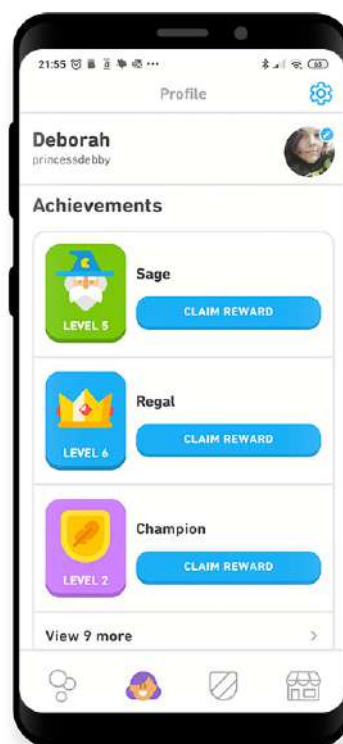 21:55
Profile
Deborah
princessdebby
Achievements
Sage
CLAIM REWARD
LEVEL 5
Regal
CLAIM REWARD
LEVEL 6
Champion
CLAIM REWARD
LEVEL 2
View 9 more